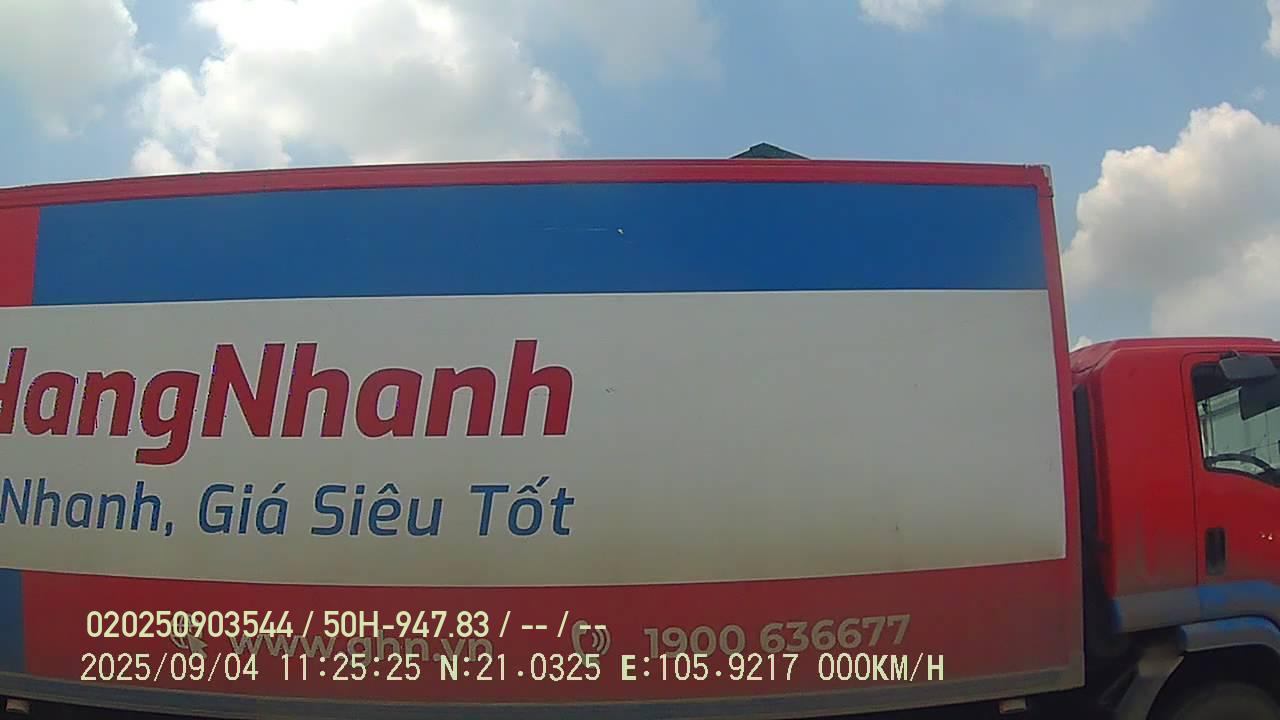 HangNhanh
Nhanh, Giá Siêu Tốt
www.ghn.vn 1900 636677
020250903544 / 50H-947.83 / -- / --
2025/09/04 11:25:25 N:21.0325 E:105.9217 000KM/H